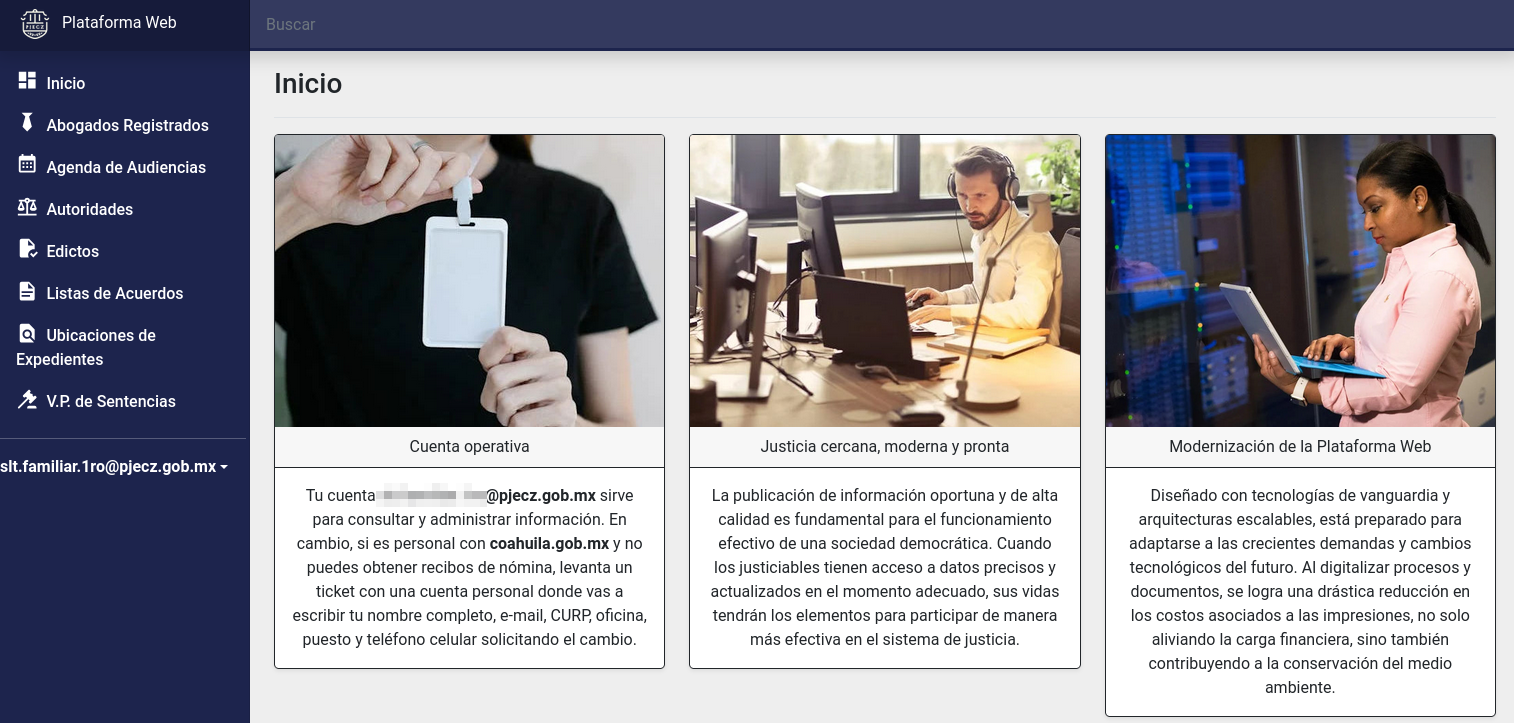 Plataforma Web
Buscar
Inicio
Abogados Registrados
Agenda de Audiencias
Autoridades
Edictos
Listas de Acuerdos
Ubicaciones de
Expedientes
V.P. de Sentencias
slt.familiar.1ro@pjecz.gob.mx
Inicio
Cuenta operativa
Tu cuenta @pjecz.gob.mx sirve
para consultar y administrar información. En
cambio, si es personal con coahuila.gob.mx y no
puedes obtener recibos de nómina, levanta un
ticket con una cuenta personal donde vas a
escribir tu nombre completo, e-mail, CURP, oficina,
puesto y teléfono celular solicitando el cambio.
Justicia cercana, moderna y pronta
La publicación de información oportuna y de alta
calidad es fundamental para el funcionamiento
efectivo de una sociedad democrática. Cuando
los justiciables tienen acceso a datos precisos y
actualizados en el momento adecuado, sus vidas
tendrán los elementos para participar de manera
más efectiva en el sistema de justicia.
Modernización de la Plataforma Web
Diseñado con tecnologías de vanguardia y
arquitecturas escalables, está preparado para
adaptarse a las crecientes demandas y cambios
tecnológicos del futuro. Al digitalizar procesos y
documentos, se logra una drástica reducción en
los costos asociados a las impresiones, no solo
aliviando la carga financiera, sino también
contribuyendo a la conservación del medio
ambiente.